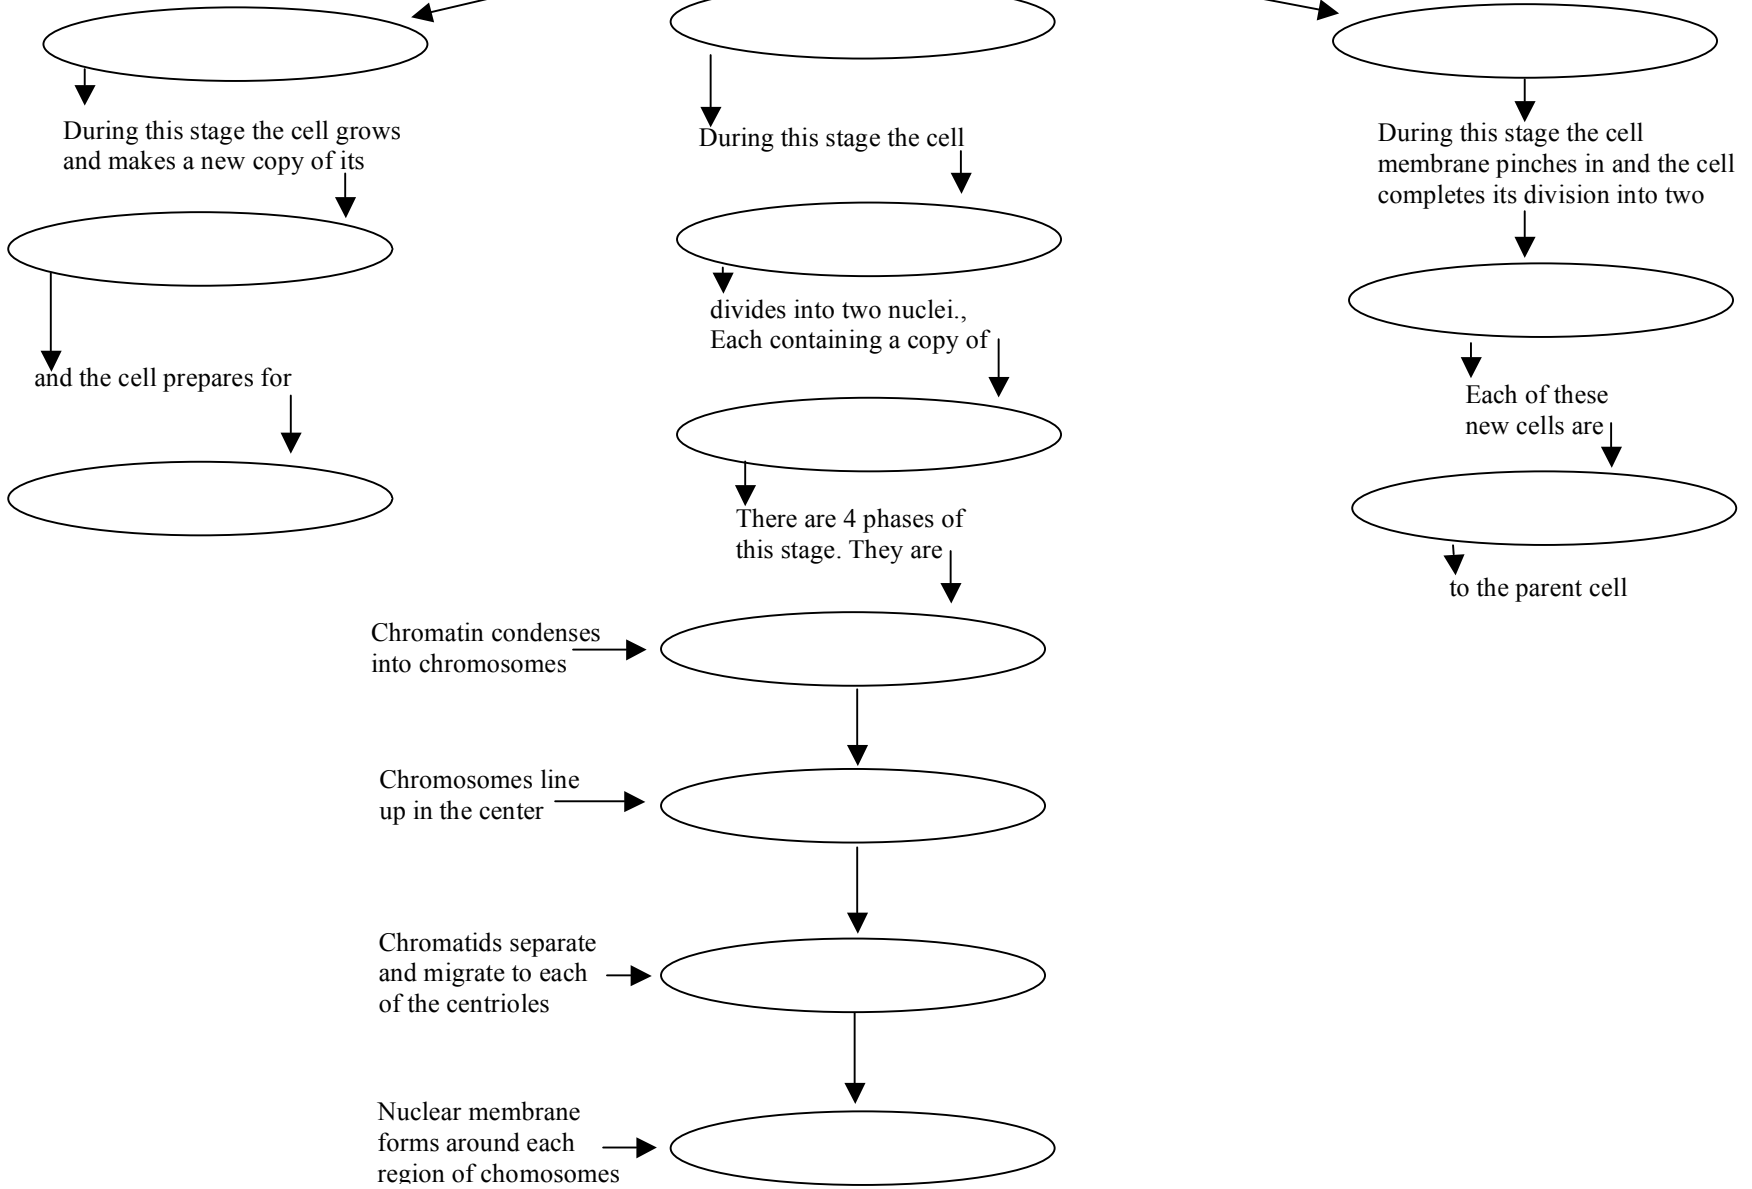 During this stage the cell grows
and makes a new copy of its
and the cell prepares for
During this stage the cell
divides into two nuclei.,
Each containing a copy of
There are 4 phases of
this stage. They are
Chromatin condenses
into chromosomes
Chromosomes line
up in the center
Chromatids separate
and migrate to each
of the centrioles
Nuclear membrane
forms around each
region of chomosomes
During this stage the cell
membrane pinches in and the cell
completes its division into two
Each of these
new cells are
to the parent cell